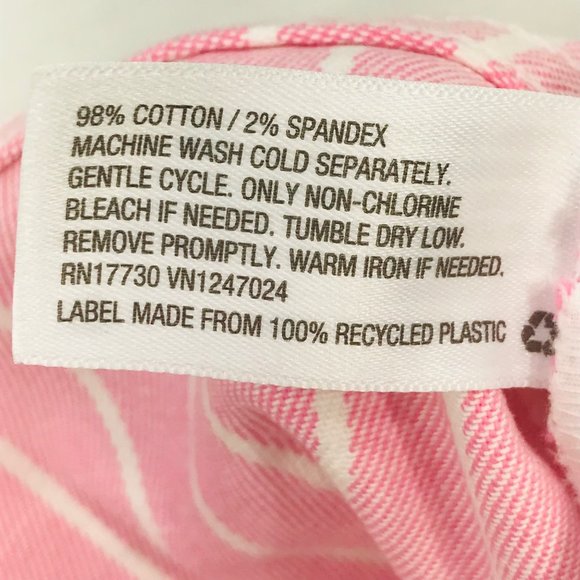 98% COTTON / 2% SPANDEX
MACHINE WASH COLD SEPARATELY.
GENTLE CYCLE. ONLY NON-CHLORINE
BLEACH IF NEEDED. TUMBLE DRY LOW.
REMOVE PROMPTLY. WARM IRON IF NEEDED.
RN17730 VN1247024
LABEL MADE FROM 100% RECYCLED PLASTIC